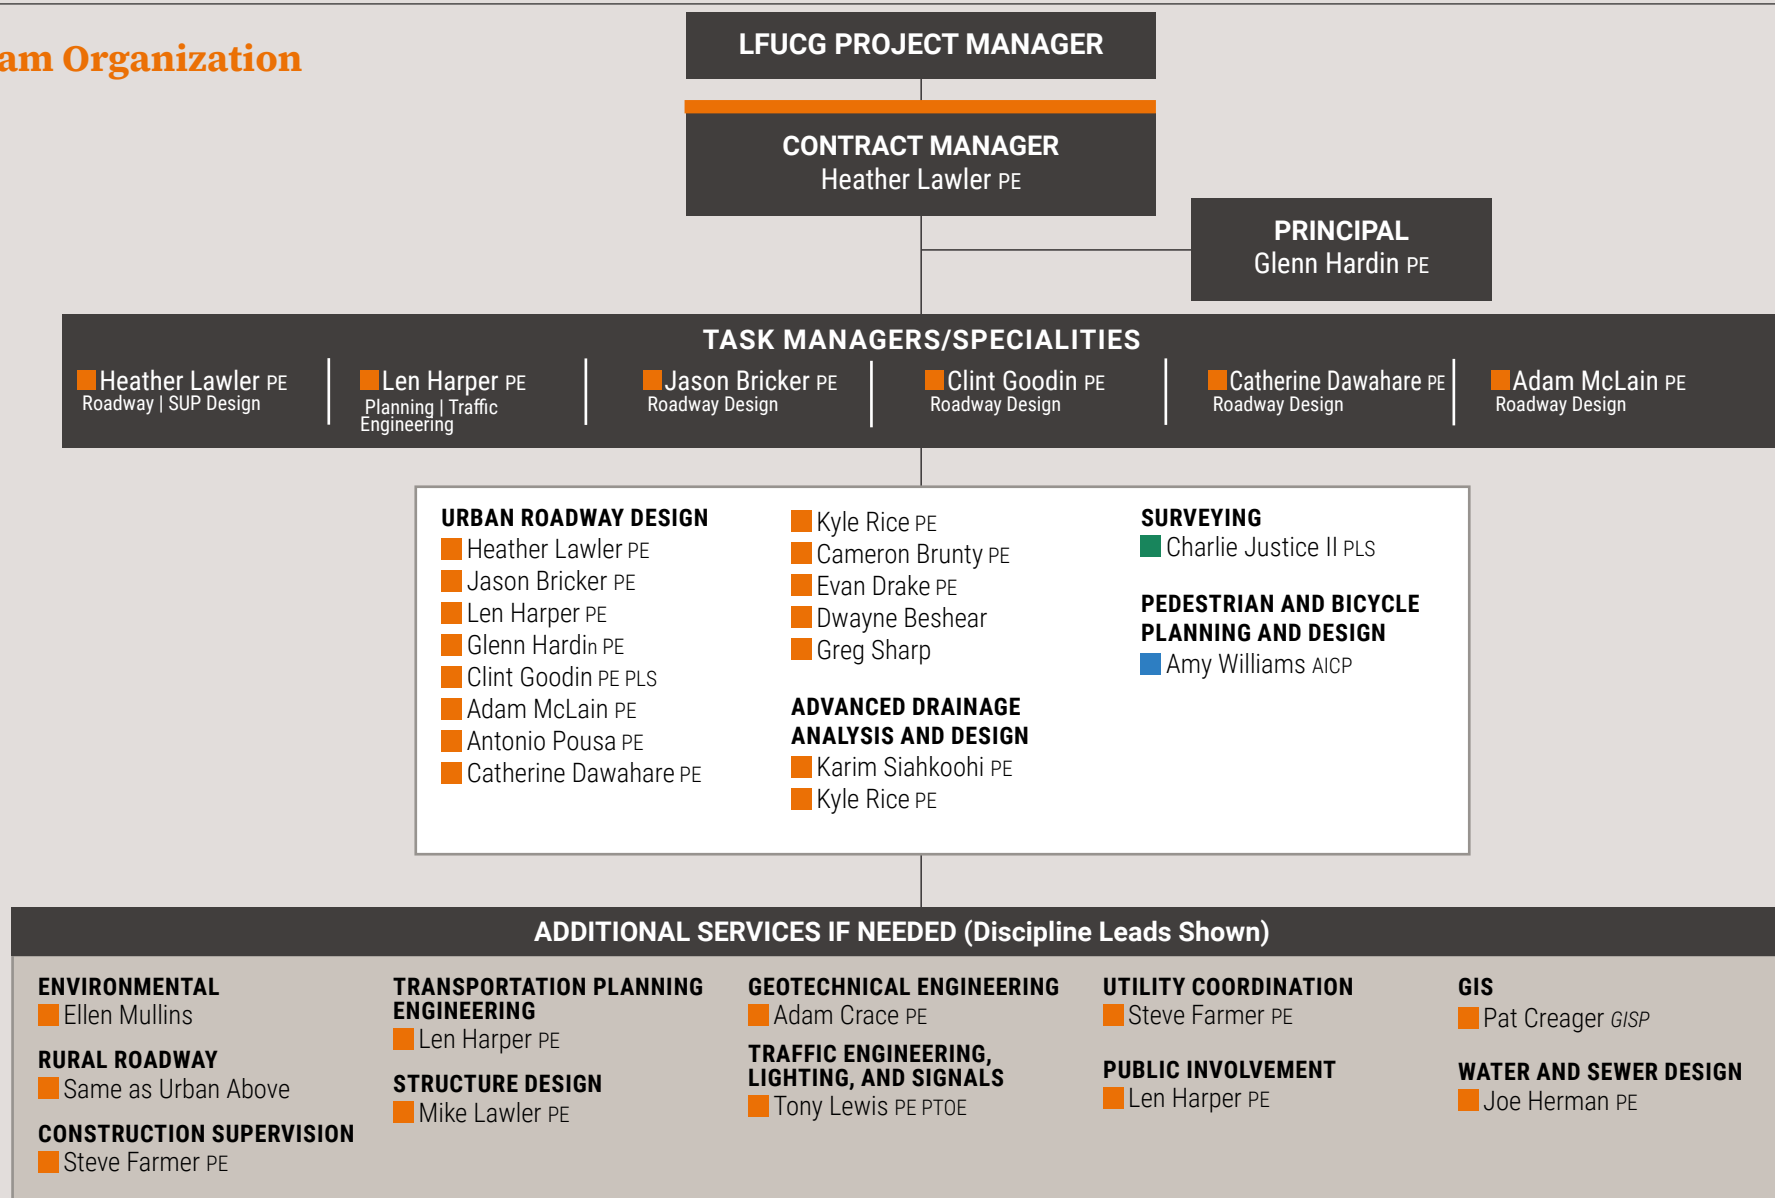 am Organization
LFUCG PROJECT MANAGER
CONTRACT MANAGER
Heather Lawler PE
PRINCIPAL
Glenn Hardin PE
TASK MANAGERS/SPECIALITIES
Heather Lawler PE
Roadway | SUP Design
Len Harper PE
Planning | Traffic
Engineering
Jason Bricker PE
Roadway Design
Clint Goodin PE
Roadway Design
Catherine Dawahare PE
Roadway Design
Adam McLain PE
Roadway Design
URBAN ROADWAY DESIGN
Heather Lawler PE
Jason Bricker PE
Len Harper PE
Glenn Hardin PE
Clint Goodin PE PLS
Adam McLain PE
Antonio Pousa PE
Catherine Dawahare PE
Kyle Rice PE
Cameron Brunty PE
Evan Drake PE
Dwayne Beshear
Greg Sharp
ADVANCED DRAINAGE
ANALYSIS AND DESIGN
Karim Siahkoohi PE
Kyle Rice PE
SURVEYING
Charlie Justice II PLS
PEDESTRIAN AND BICYCLE
PLANNING AND DESIGN
Amy Williams AICP
ADDITIONAL SERVICES IF NEEDED (Discipline Leads Shown)
ENVIRONMENTAL
Ellen Mullins
RURAL ROADWAY
Same as Urban Above
CONSTRUCTION SUPERVISION
Steve Farmer PE
TRANSPORTATION PLANNING
ENGINEERING
Len Harper PE
STRUCTURE DESIGN
Mike Lawler PE
GEOTECHNICAL ENGINEERING
Adam Crace PE
TRAFFIC ENGINEERING,
LIGHTING, AND SIGNALS
Tony Lewis PE PTOE
UTILITY COORDINATION
Steve Farmer PE
PUBLIC INVOLVEMENT
Len Harper PE
GIS
Pat Creager GISP
WATER AND SEWER DESIGN
Joe Herman PE